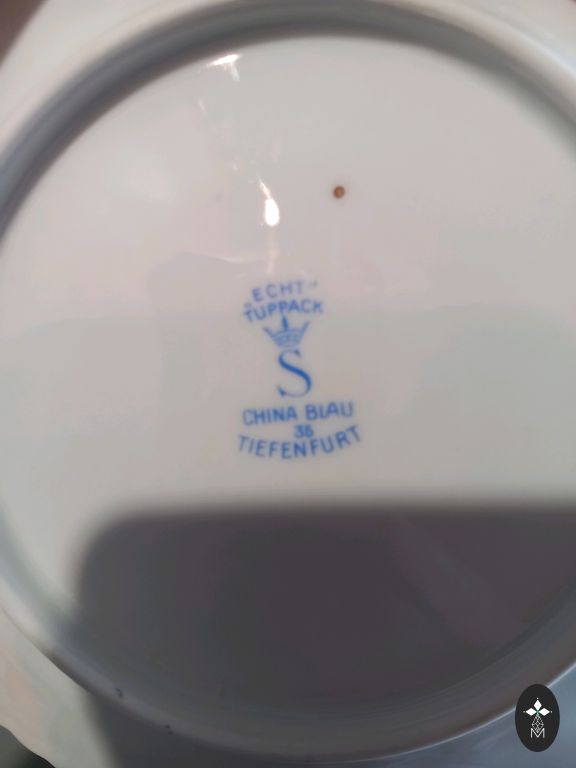 „ECHT“
TUPPACK
S
CHINA BLAU
36
TIEFENFURT
M